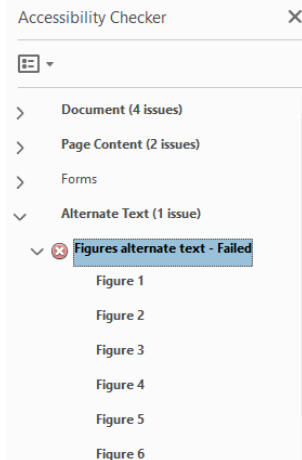 Accessibility Checker
Document (4 issues)
Page Content (2 issues)
Forms
Alternate Text (1 issue)
Figures alternate text - Failed
Figure 1
Figure 2
Figure 3
Figure 4
Figure 5
Figure 6